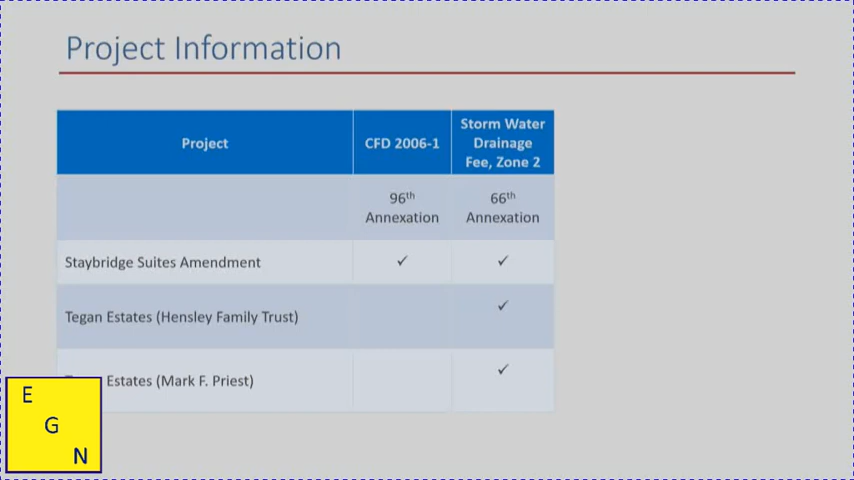 Project Information
Project
CFD 2006-1
Storm Water
Drainage
Fee, Zone 2
96th
Annexation
66th
Annexation
Staybridge Suites Amendment ✓ ✓
Tegan Estates (Hensley Family Trust) ✓
Estates (Mark F. Priest) ✓
E
G
N